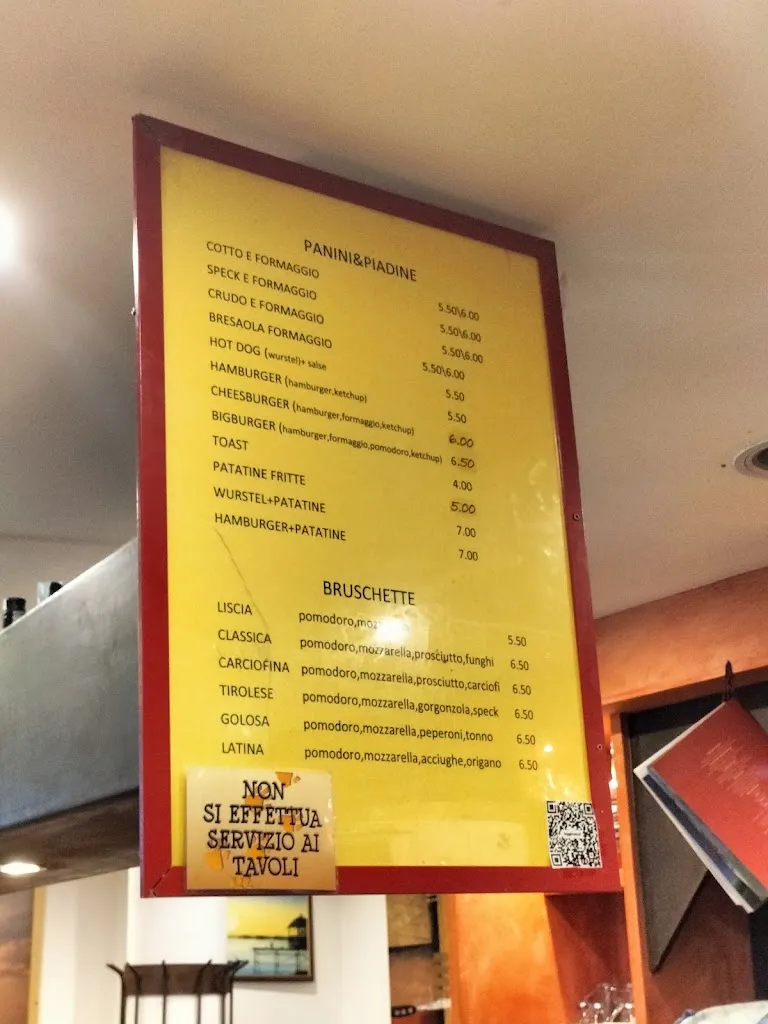 PANINI&PIADINE
COTTO E FORMAGGIO 5.50\6.00
SPECK E FORMAGGIO 5.50\6.00
CRUDO E FORMAGGIO 5.50\6.00
BRESAOLA FORMAGGIO 5.50\6.00
HOT DOG (wurstel)+ salse 5.50
HAMBURGER (hamburger,ketchup) 5.50
CHEESBURGER (hamburger,formaggio,ketchup) 6.00
BIGBURGER (hamburger,formaggio,pomodoro,ketchup) 6.50
TOAST 4.00
PATATINE FRITTE 5.00
WURSTEL+PATATINE 7.00
HAMBURGER+PATATINE 7.00
BRUSCHETTE
LISCIA pomodoro,moz 5.50
CLASSICA pomodoro,mozzarella,prosciutto,funghi 6.50
CARCIOFINA pomodoro,mozzarella,prosciutto,carciofi 6.50
TIROLESE pomodoro,mozzarella,gorgonzola,speck 6.50
GOLOSA pomodoro,mozzarella,peperoni,tonno 6.50
LATINA pomodoro,mozzarella,acciughe,origano 6.50
NON
SI EFFETTUA
SERVIZIO AI
TAVOLI